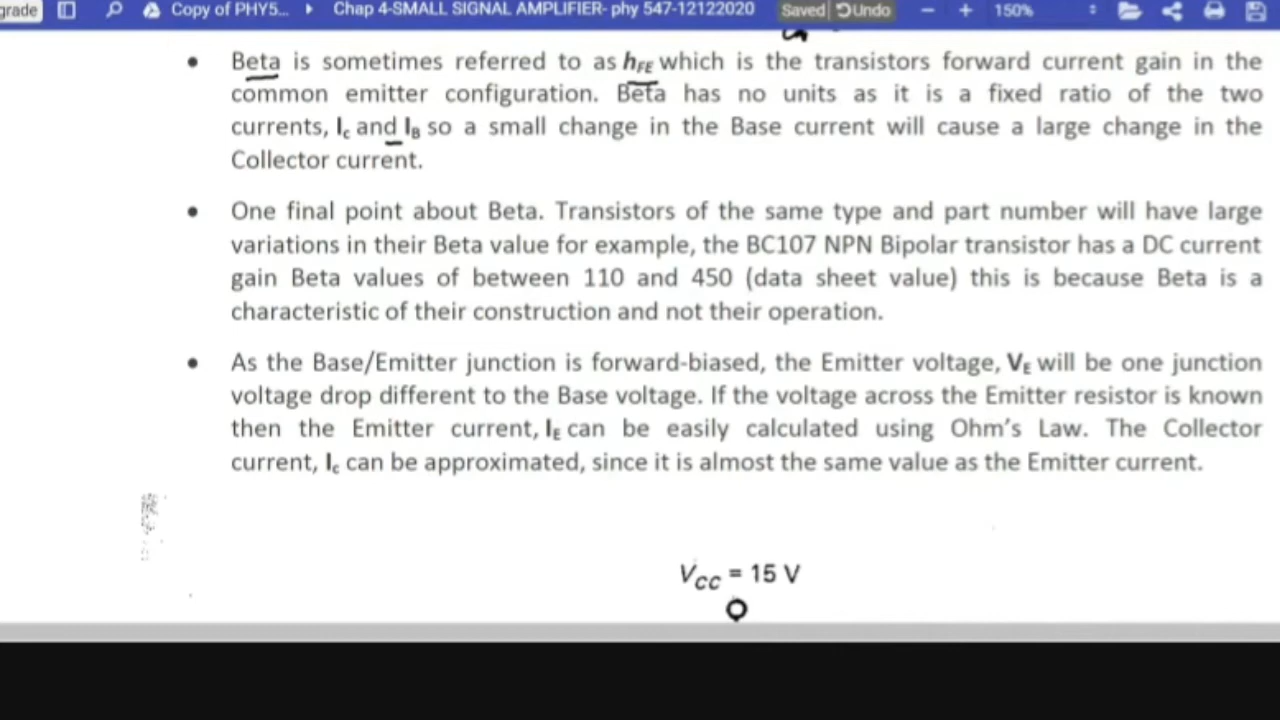 grade Copy of PHY5... Chap 4-SMALL SIGNAL AMPLIFIER- phy 547-12122020 Saved Undo 150%
• Beta is sometimes referred to as hFE which is the transistors forward current gain in the
common emitter configuration. Beta has no units as it is a fixed ratio of the two
currents, Ic and IB so a small change in the Base current will cause a large change in the
Collector current.
• One final point about Beta. Transistors of the same type and part number will have large
variations in their Beta value for example, the BC107 NPN Bipolar transistor has a DC current
gain Beta values of between 110 and 450 (data sheet value) this is because Beta is a
characteristic of their construction and not their operation.
• As the Base/Emitter junction is forward-biased, the Emitter voltage, VE will be one junction
voltage drop different to the Base voltage. If the voltage across the Emitter resistor is known
then the Emitter current, IE can be easily calculated using Ohm's Law. The Collector
current, Ic can be approximated, since it is almost the same value as the Emitter current.
VCC = 15 V